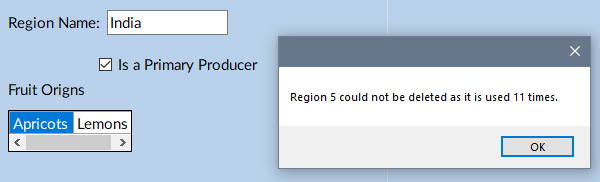 Region Name: India
Is a Primary Producer
Fruit Origns
Apricots Lemons
Region 5 could not be deleted as it is used 11 times.
OK